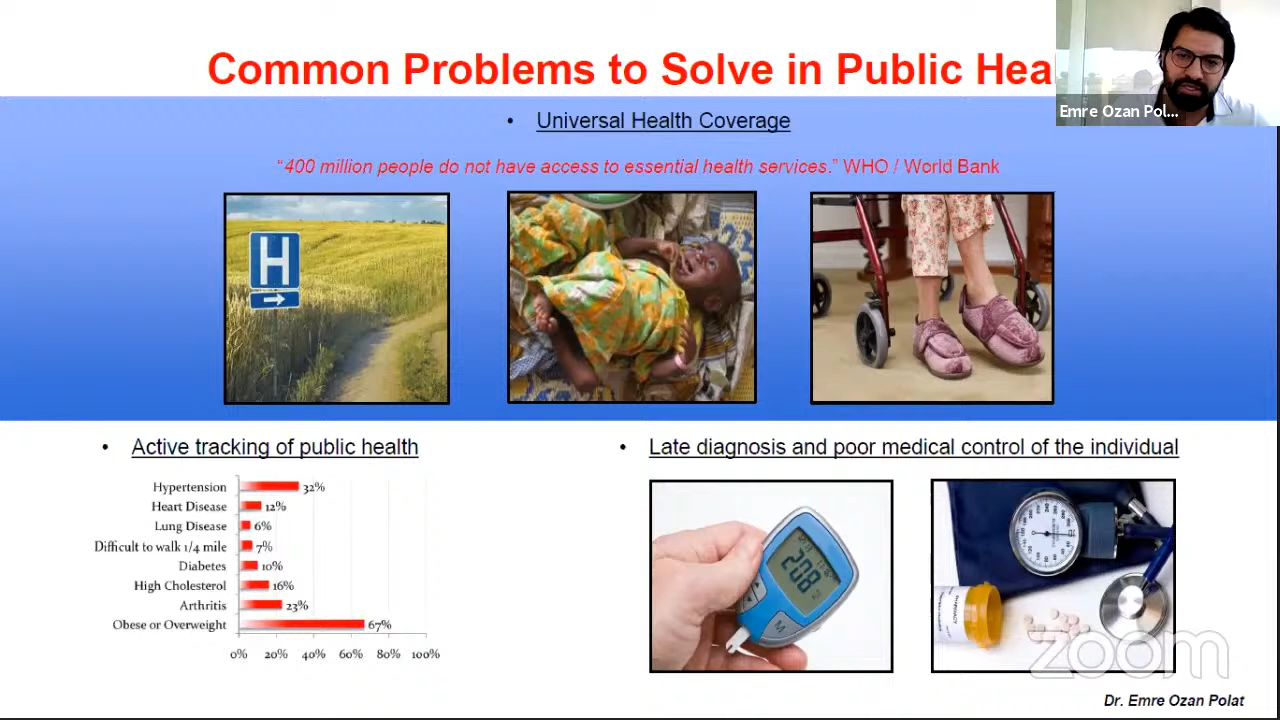 Common Problems to Solve in Public Hea
Emre Ozan Pol...
• Universal Health Coverage
“400 million people do not have access to essential health services.” WHO / World Bank
H
• Active tracking of public health
Hypertension 32%
Heart Disease 12%
Lung Disease 6%
Difficult to walk 1/4 mile 7%
Diabetes 10%
High Cholesterol 16%
Arthritis 23%
Obese or Overweight 67%
0% 20% 40% 60% 80% 100%
• Late diagnosis and poor medical control of the individual
208
M
zoom
Dr. Emre Ozan Polat